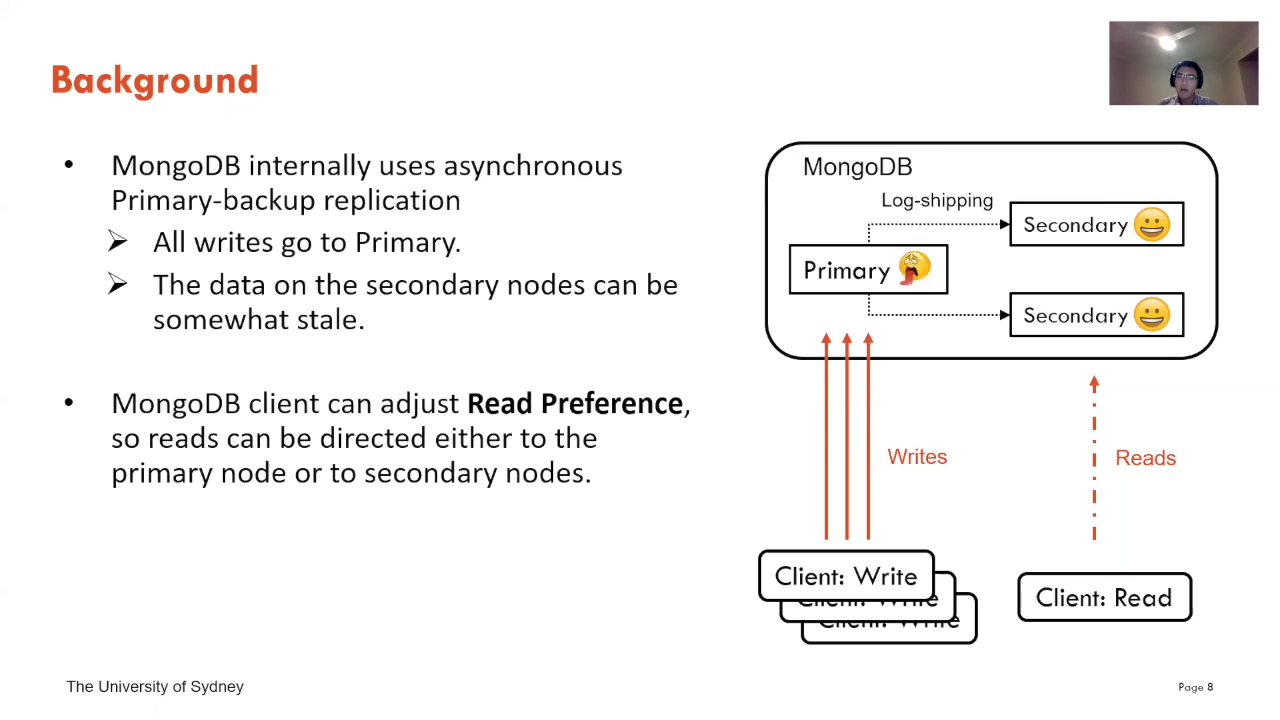 Background
• MongoDB internally uses asynchronous
Primary-backup replication
➢ All writes go to Primary.
➢ The data on the secondary nodes can be
somewhat stale.
• MongoDB client can adjust Read Preference,
so reads can be directed either to the
primary node or to secondary nodes.
MongoDB
Log-shipping
Secondary
Primary
Secondary
Writes
Reads
Client: Write
Client: Write
Client: Write
Client: Read
The University of Sydney
Page 8